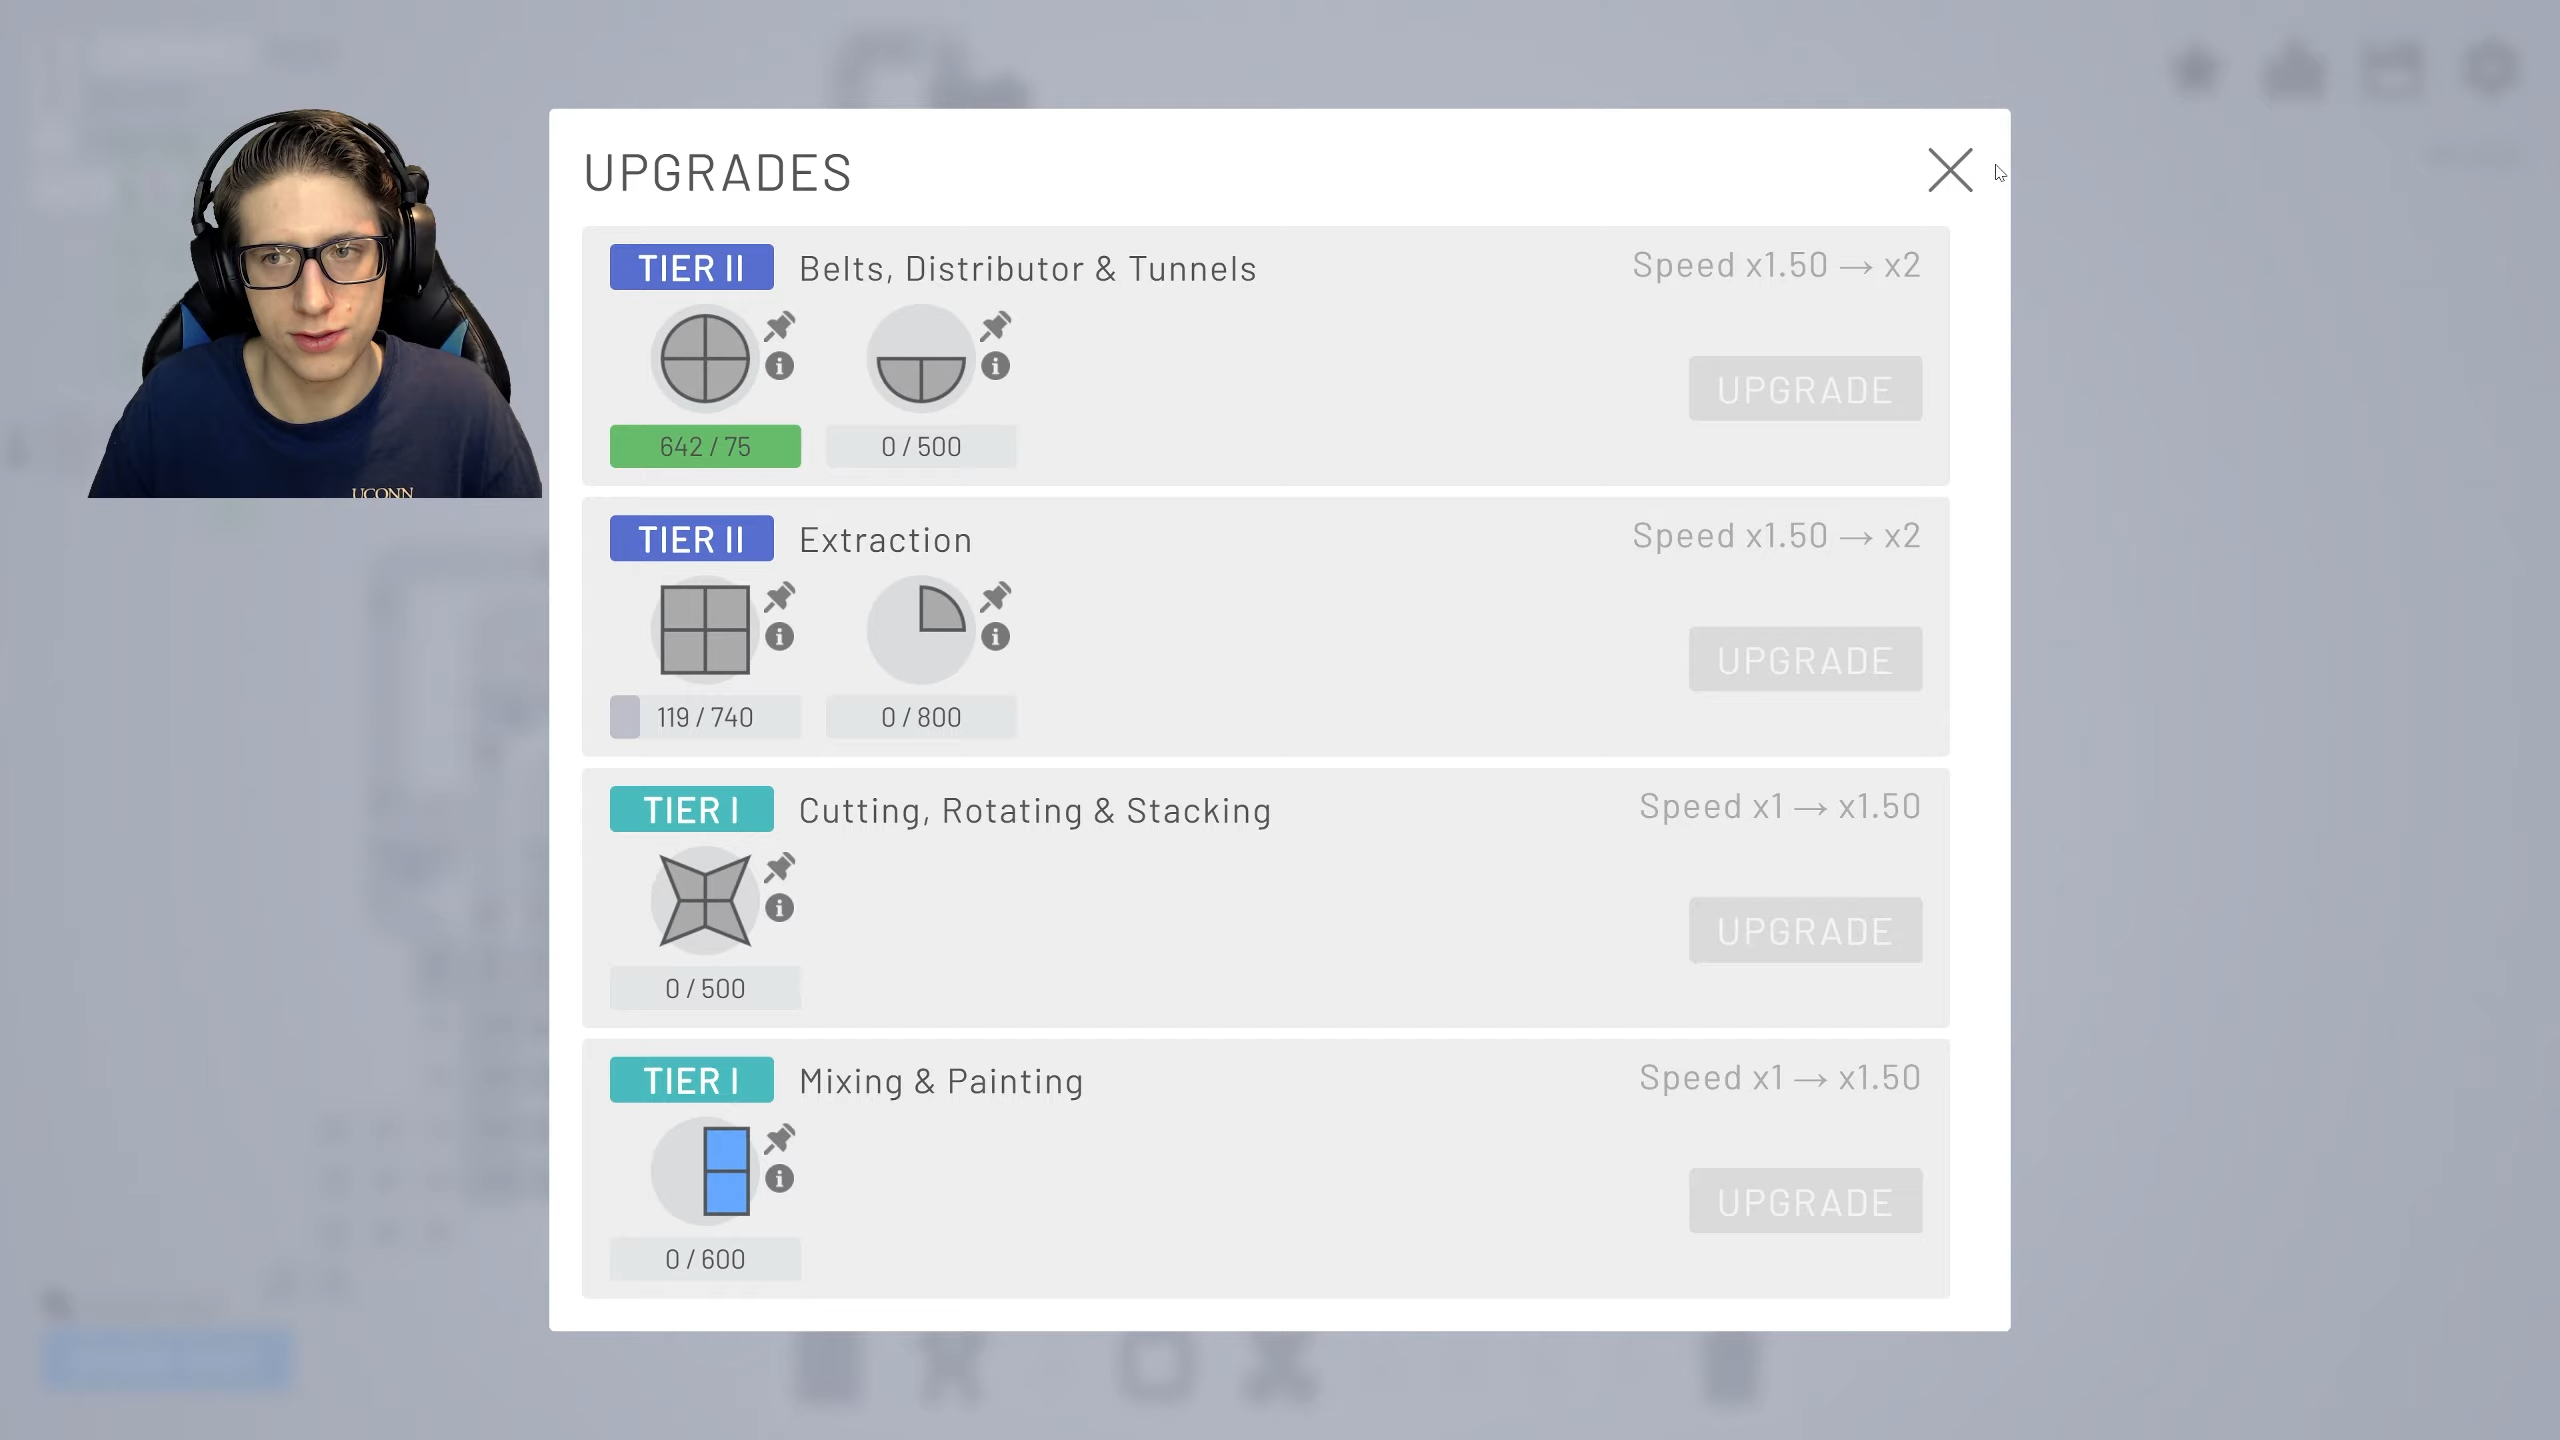 UPGRADES
TIER II Belts, Distributor & Tunnels Speed x1.50 → x2
642 / 75 0 / 500 UPGRADE
TIER II Extraction Speed x1.50 → x2
119 / 740 0 / 800 UPGRADE
TIER I Cutting, Rotating & Stacking Speed x1 → x1.50
0 / 500 UPGRADE
TIER I Mixing & Painting Speed x1 → x1.50
0 / 600 UPGRADE
UCONN